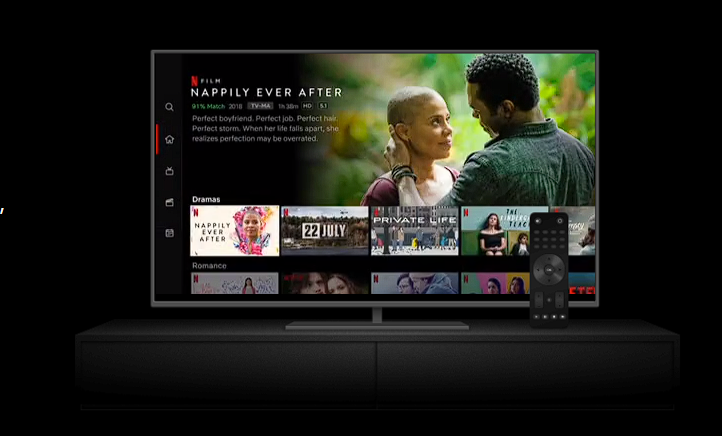 ,
N FILM
NAPPILY EVER AFTER
91% Match 2018 TV-MA 1h 38m HD 5.1
Perfect boyfriend. Perfect job. Perfect hair.
Perfect storm. When her life falls apart, she
realizes perfection may be overrated.
Dramas
N
NAPPILY
EVER
AFTER
N
22 JULY
N
PRIVATE LIFE
N
THE
Romance
N
N
N